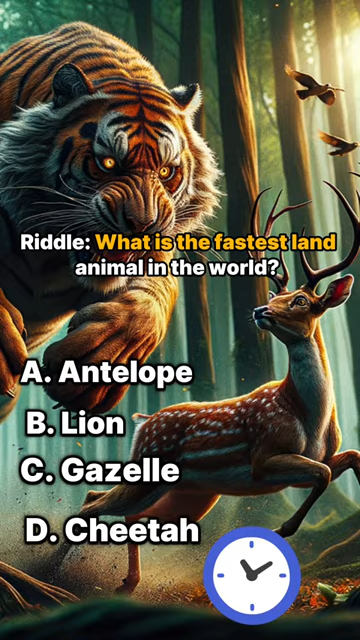 Riddle: What is the fastest land
animal in the world?
A. Antelope
B. Lion
C. Gazelle
D. Cheetah